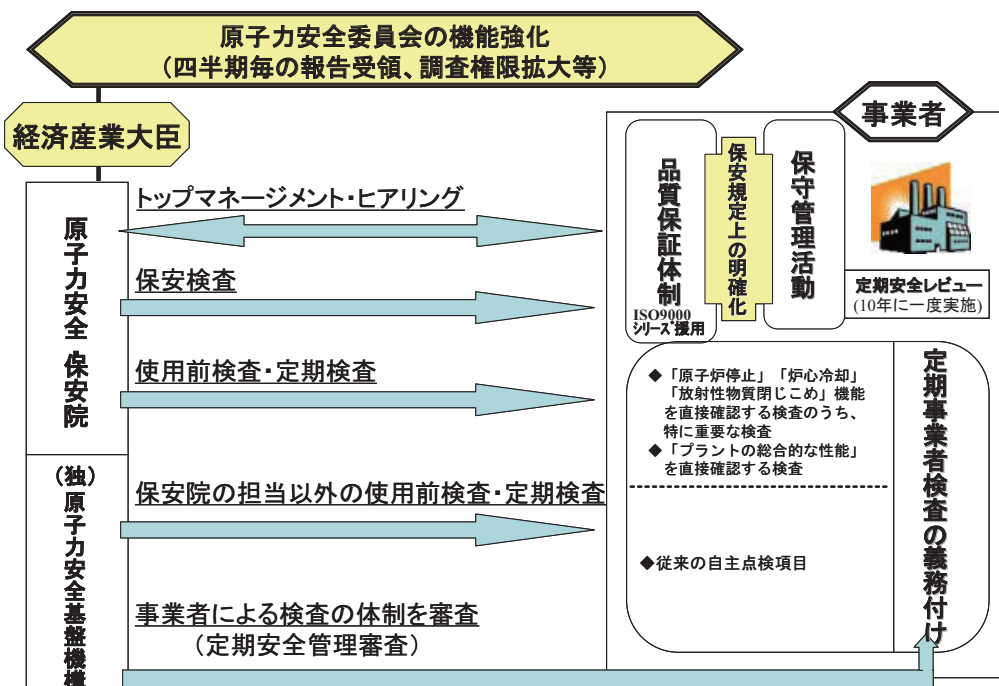 原子力安全委員会の機能強化
（四半期毎の報告受領、調査権限拡大等）
経済産業大臣
事業者
原子力安全・保安院
トップマネージメント・ヒアリング
保安検査
使用前検査・定期検査
品質保証体制
ISO9000
ｼﾘｰｽﾞ援用
保安規定上の明確化
保守管理活動
定期安全レビュー
(10年に一度実施)
◆「原子炉停止」「炉心冷却」
「放射性物質閉じこめ」機能
を直接確認する検査のうち、
特に重要な検査
◆「プラントの総合的な性能」
を直接確認する検査
◆従来の自主点検項目
定期事業者検査の義務付け
（独）
原子力安全基盤機構
保安院の担当以外の使用前検査・定期検査
事業者による検査の体制を審査
（定期安全管理審査）